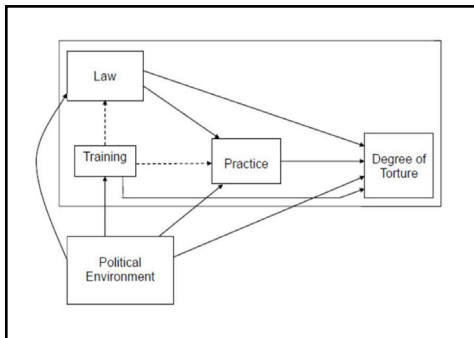 Law
Training
Practice
Degree of
Torture
Political
Environment